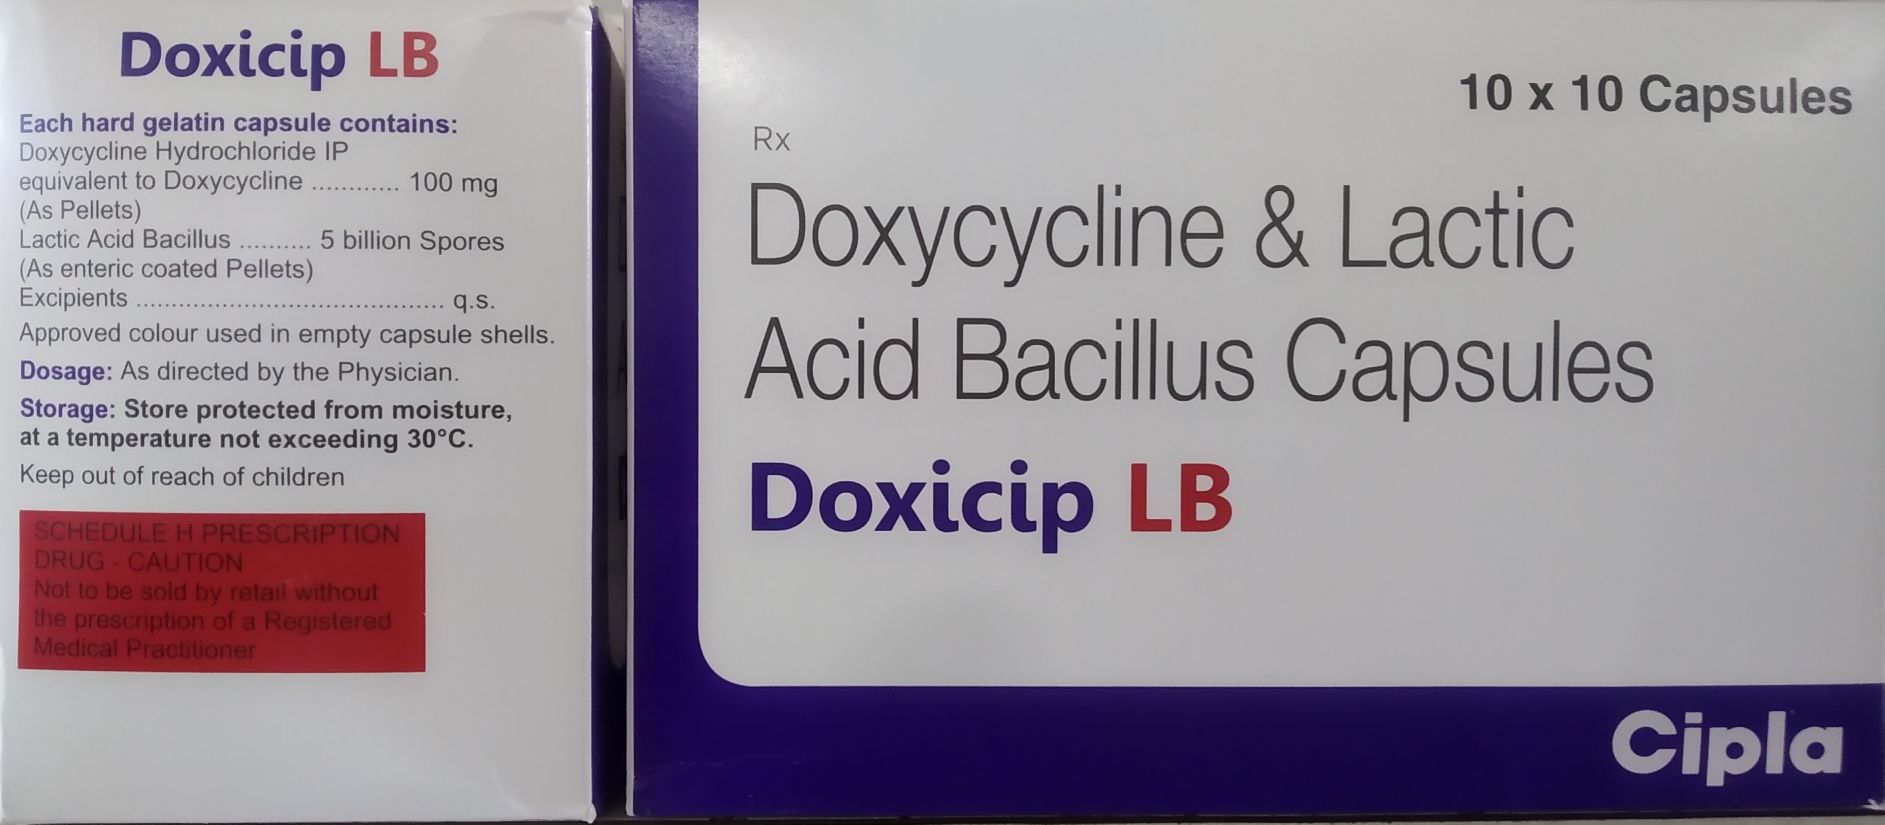 Doxicip LB
Each hard gelatin capsule contains:
Doxycycline Hydrochloride IP
equivalent to Doxycycline ............ 100 mg
(As Pellets)
Lactic Acid Bacillus .......... 5 billion Spores
(As enteric coated Pellets)
Excipients ........................................... q.s.
Approved colour used in empty capsule shells.
Dosage: As directed by the Physician.
Storage: Store protected from moisture,
at a temperature not exceeding 30°C.
Keep out of reach of children
SCHEDULE H PRESCRIPTION
DRUG - CAUTION
Not to be sold by retail without
the prescription of a Registered
Medical Practitioner
10 x 10 Capsules
Rx
Doxycycline & Lactic
Acid Bacillus Capsules
Doxicip LB
Cipla